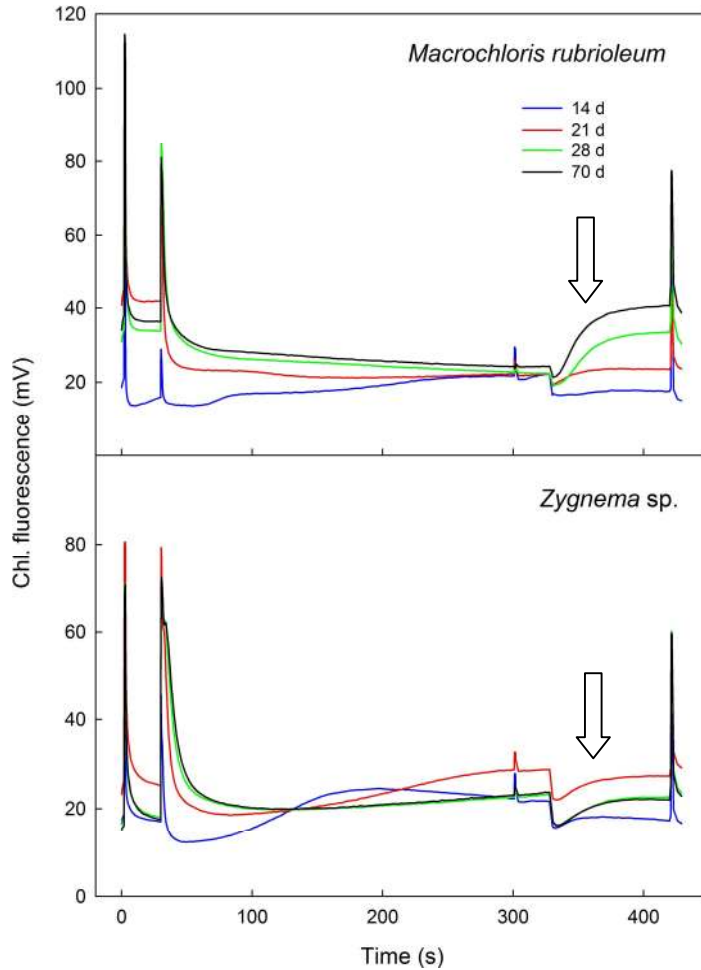 120
Macrochloris rubrioleum
100
14 d
21 d
28 d
70 d
80
60
40
20
Chl. fluorescence (mV)
Zygnema sp.
80
60
40
20
0
0 100 200 300 400
Time (s)